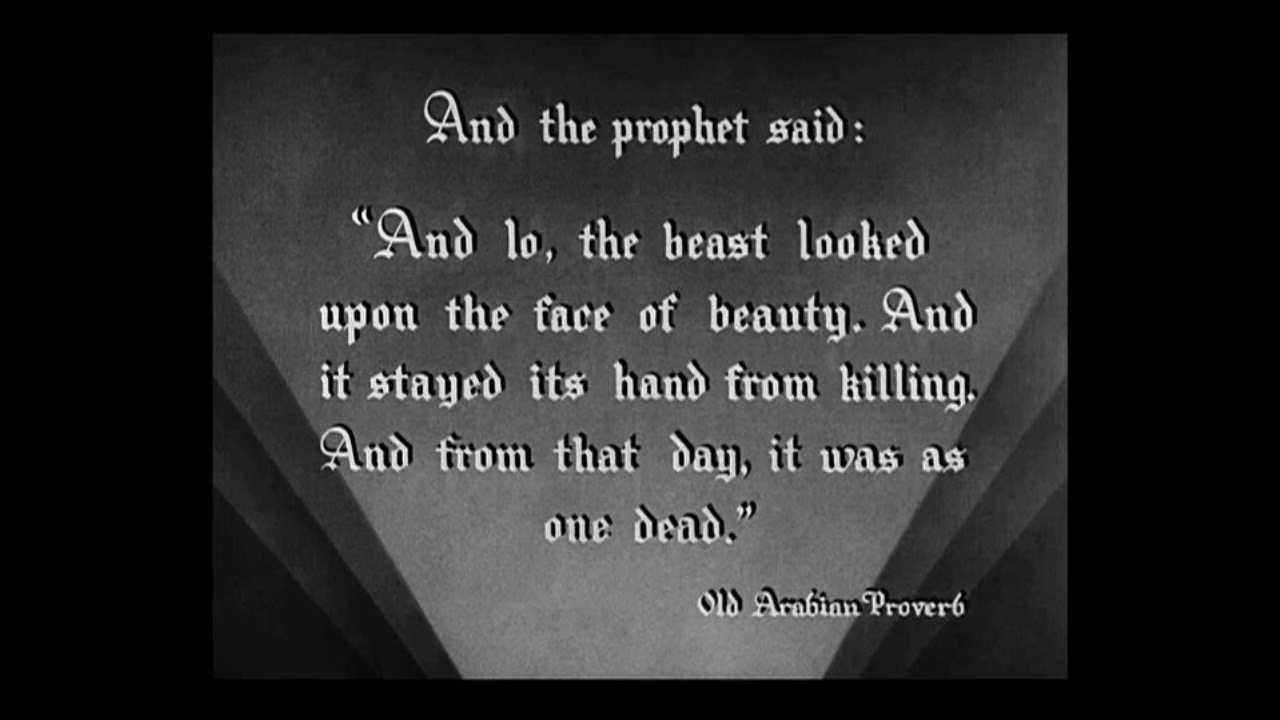 And the prophet said:
“And lo, the beast looked
upon the face of beauty. And
it stayed its hand from killing.
And from that day, it was as
one dead.”
Old Arabian Proverb